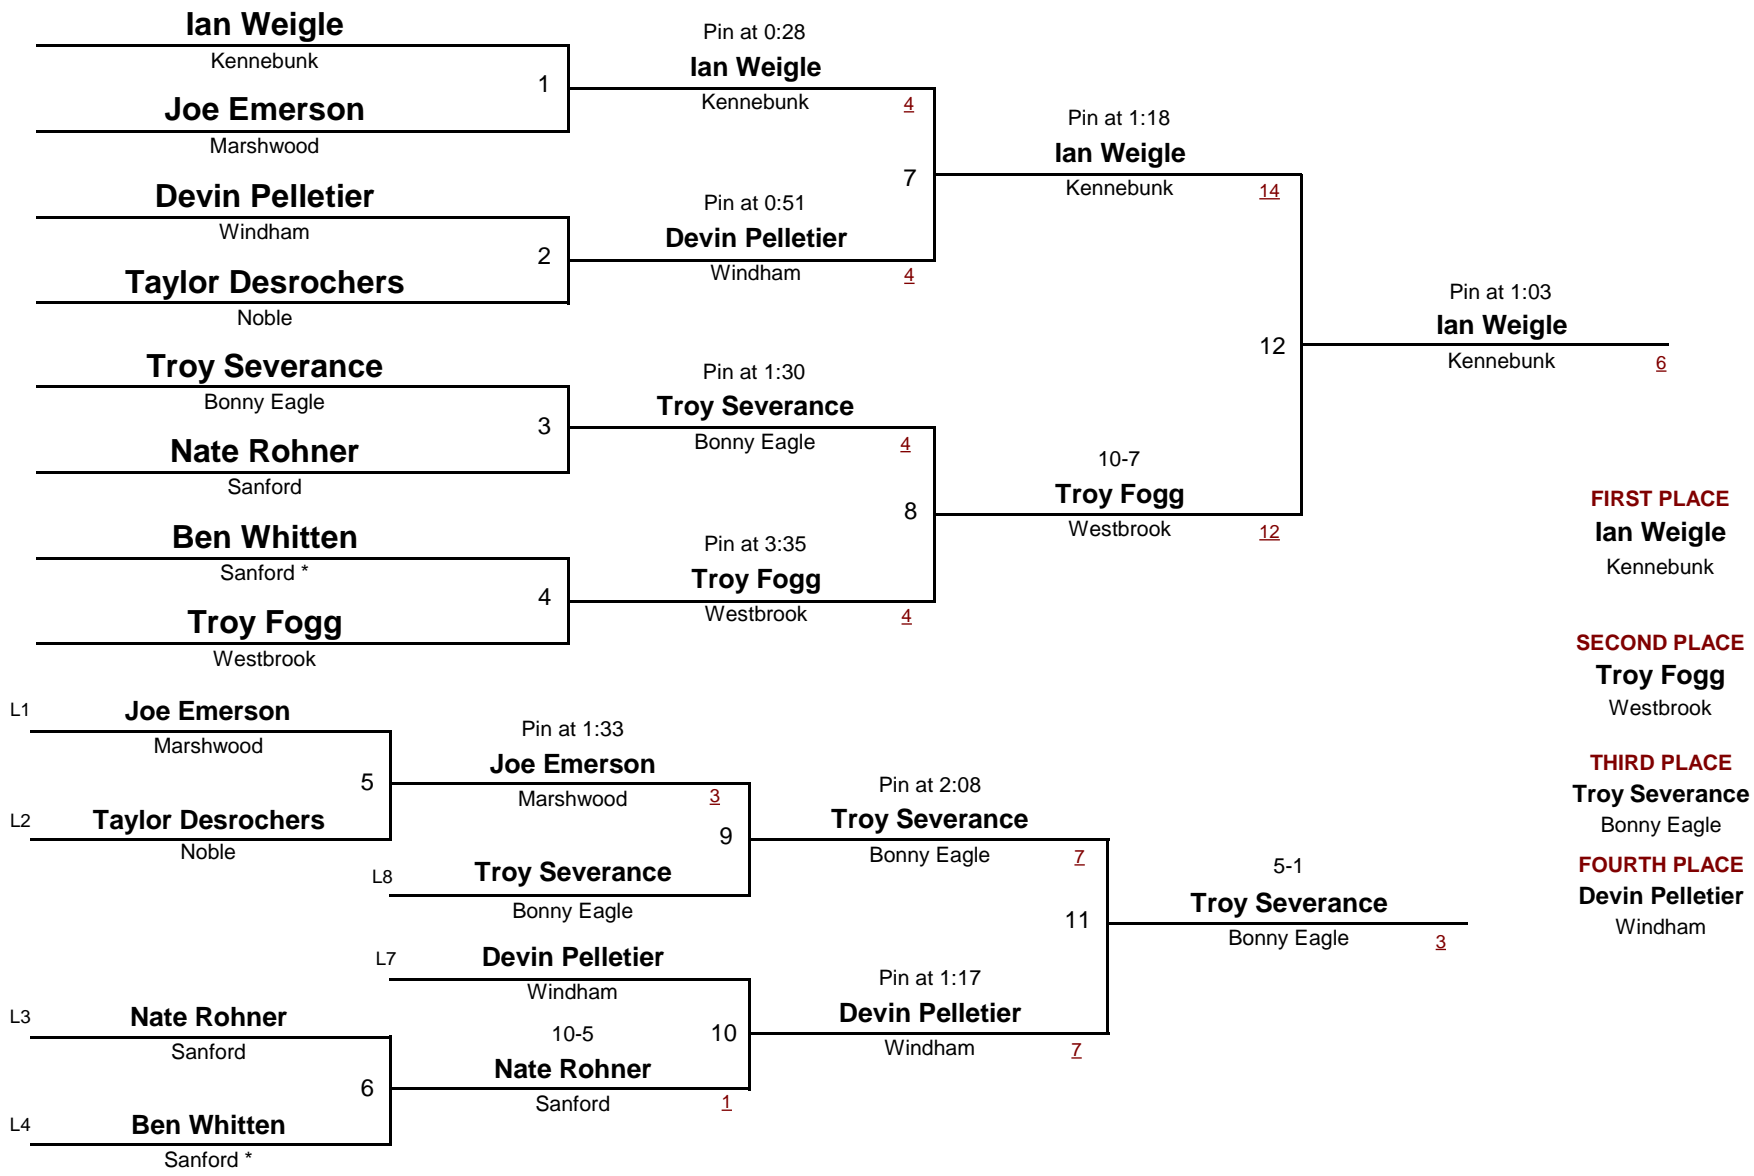 Ian Weigle
Kennebunk
1
Joe Emerson
Marshwood
Devin Pelletier
Windham
2
Taylor Desrochers
Noble
Troy Severance
Bonny Eagle
3
Nate Rohner
Sanford
Ben Whitten
Sanford *
4
Troy Fogg
Westbrook
Pin at 0:28
Ian Weigle
Kennebunk 4
7
Pin at 0:51
Devin Pelletier
Windham 4
Pin at 1:30
Troy Severance
Bonny Eagle 4
8
Pin at 3:35
Troy Fogg
Westbrook 4
Pin at 1:18
Ian Weigle
Kennebunk 14
12
10-7
Troy Fogg
Westbrook 12
Pin at 1:03
Ian Weigle
Kennebunk 6
FIRST PLACE
Ian Weigle
Kennebunk
SECOND PLACE
Troy Fogg
Westbrook
THIRD PLACE
Troy Severance
Bonny Eagle
FOURTH PLACE
Devin Pelletier
Windham
L1 Joe Emerson
Marshwood
5
L2 Taylor Desrochers
Noble
L3 Nate Rohner
Sanford
6
L4 Ben Whitten
Sanford *
Pin at 1:33
Joe Emerson
Marshwood 3
9
L8 Troy Severance
Bonny Eagle
L7 Devin Pelletier
Windham
10-5 10
Nate Rohner
Sanford 1
Pin at 2:08
Troy Severance
Bonny Eagle 7
11
Pin at 1:17
Devin Pelletier
Windham 7
5-1
Troy Severance
Bonny Eagle 3